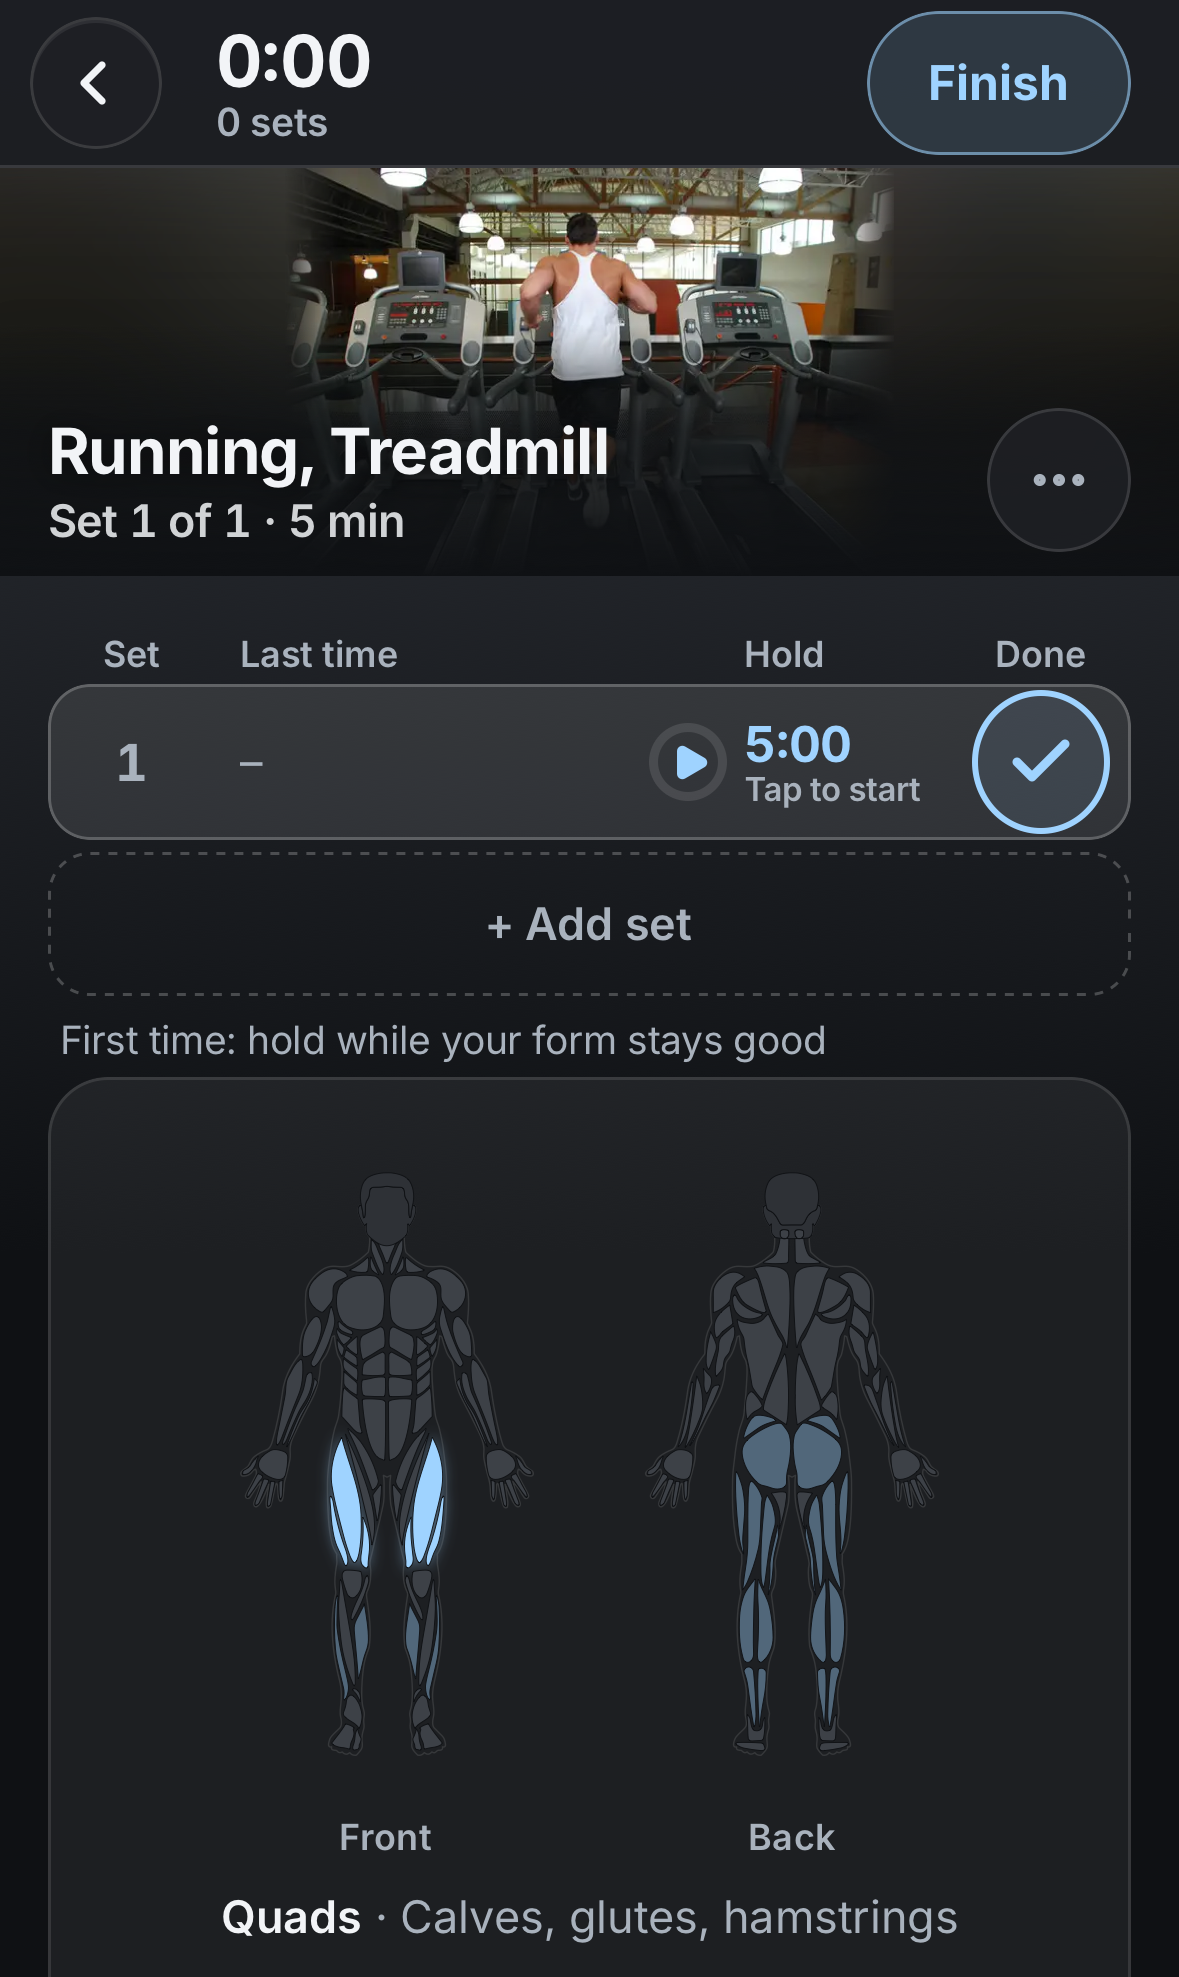 0:00
0 sets
Finish
Running, Treadmill
Set 1 of 1 · 5 min
Set Last time Hold Done
1 – 5:00
Tap to start
+ Add set
First time: hold while your form stays good
Front Back
Quads · Calves, glutes, hamstrings